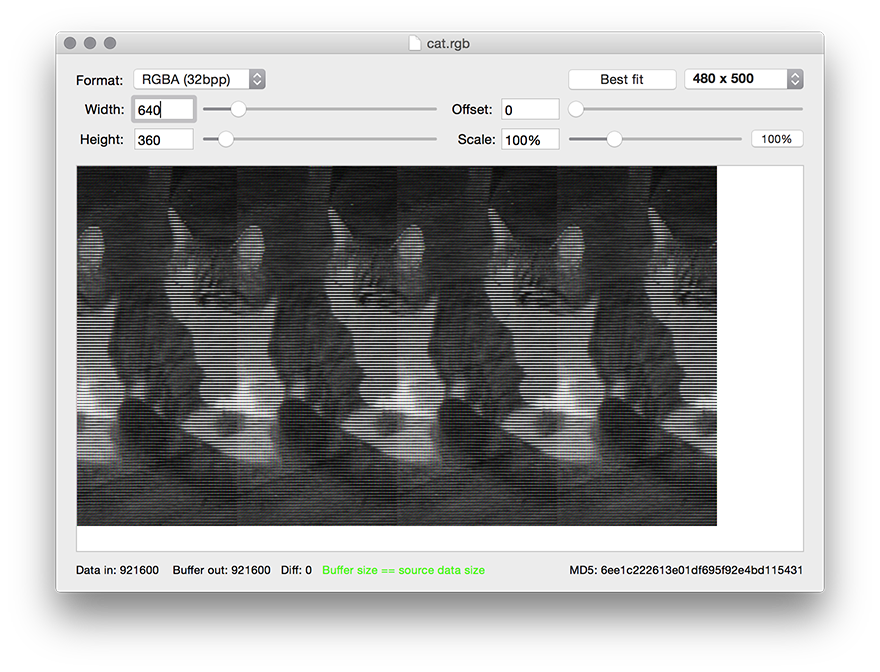 cat.rgb
Format: RGBA (32bpp) Best fit 480 x 500
Width: 640 Offset: 0
Height: 360 Scale: 100% 100%
Data in: 921600 Buffer out: 921600 Diff: 0 Buffer size == source data size MD5: 6ee1c222613e01df695f92e4bd115431